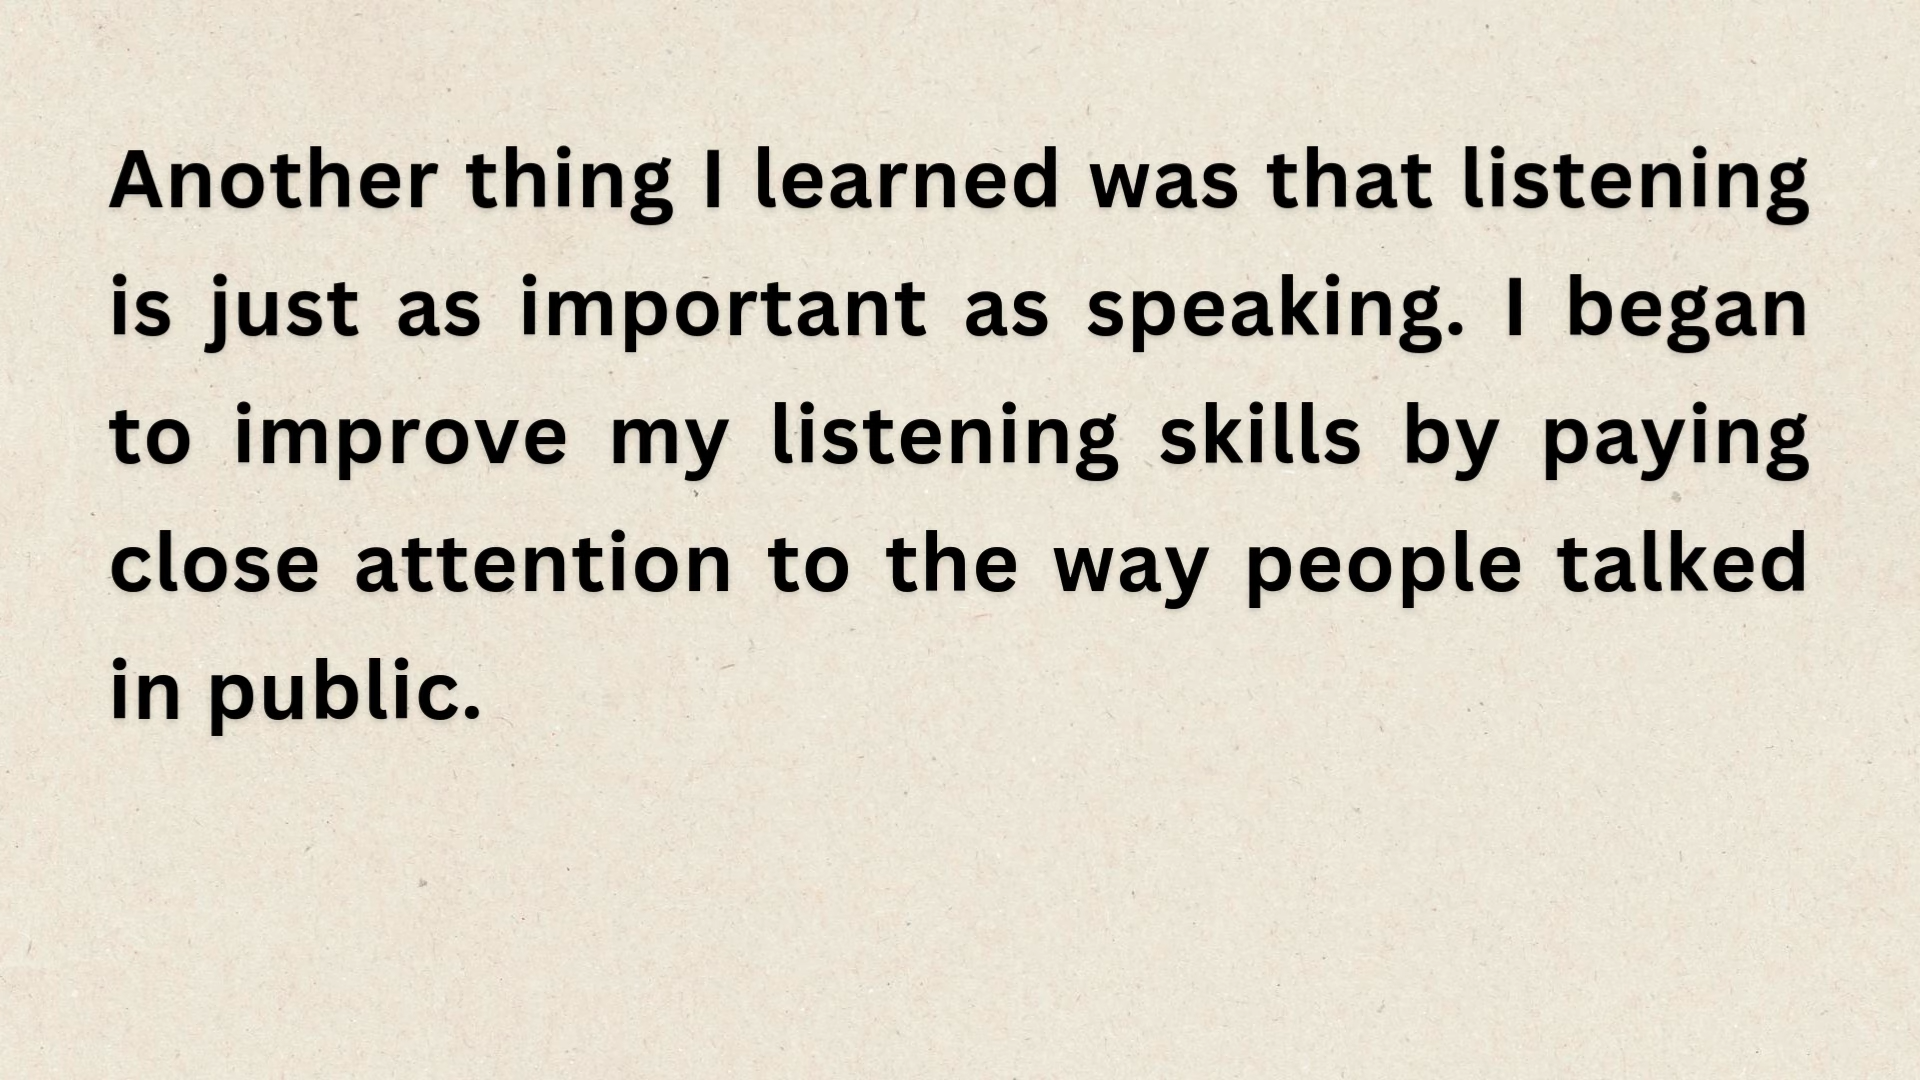 Another thing I learned was that listening
is just as important as speaking. I began
to improve my listening skills by paying
close attention to the way people talked
in public.